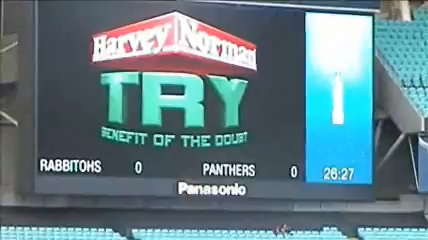 Harvey Norman
TRY
BENEFIT OF THE DOUBT
RABBITOHS 0 PANTHERS 0 26:27
Panasonic